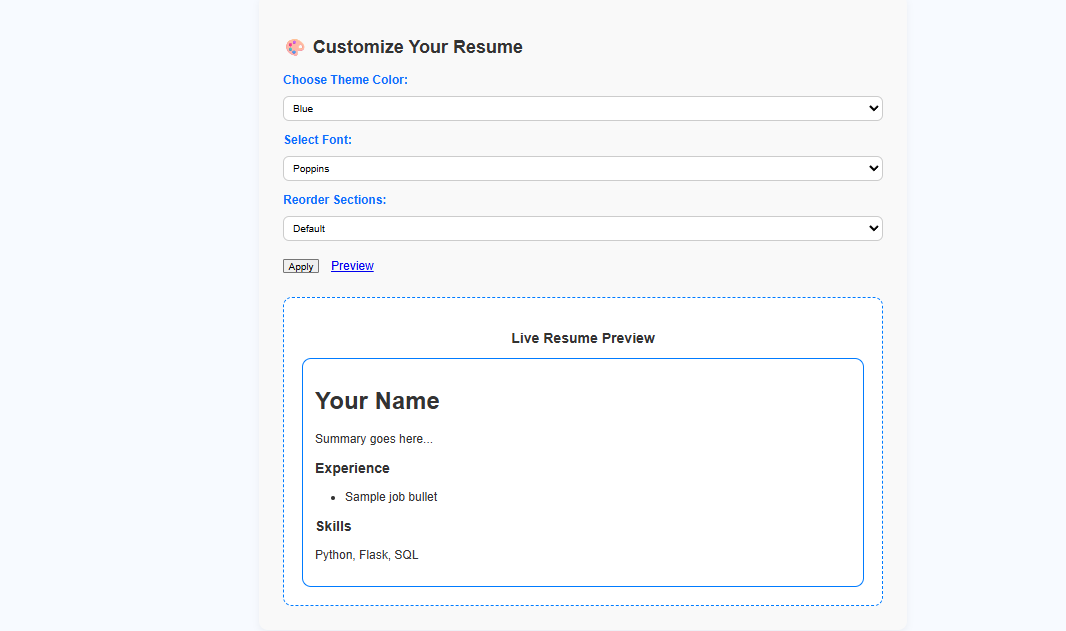 Customize Your Resume
Choose Theme Color:
Blue
Select Font:
Poppins
Reorder Sections:
Default
Apply Preview
Live Resume Preview
Your Name
Summary goes here...
Experience
• Sample job bullet
Skills
Python, Flask, SQL